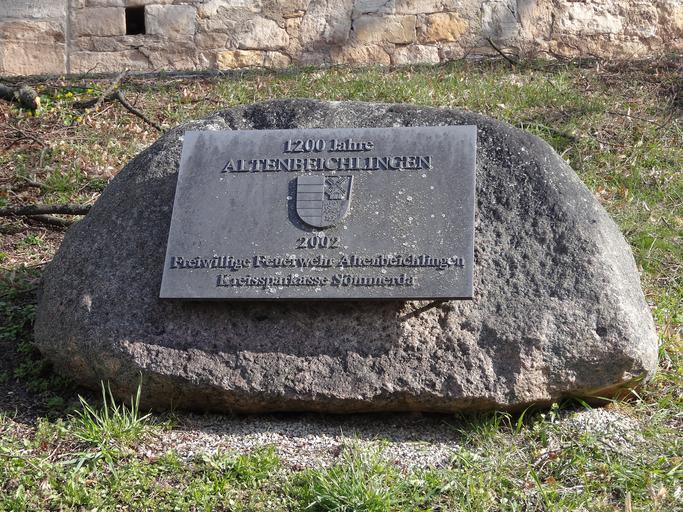 1200 Jahre
ALTENBEICHLINGEN
2002
Freiwillige Feuerwehr Altenbeichlingen
Kreissparkasse Sömmerda